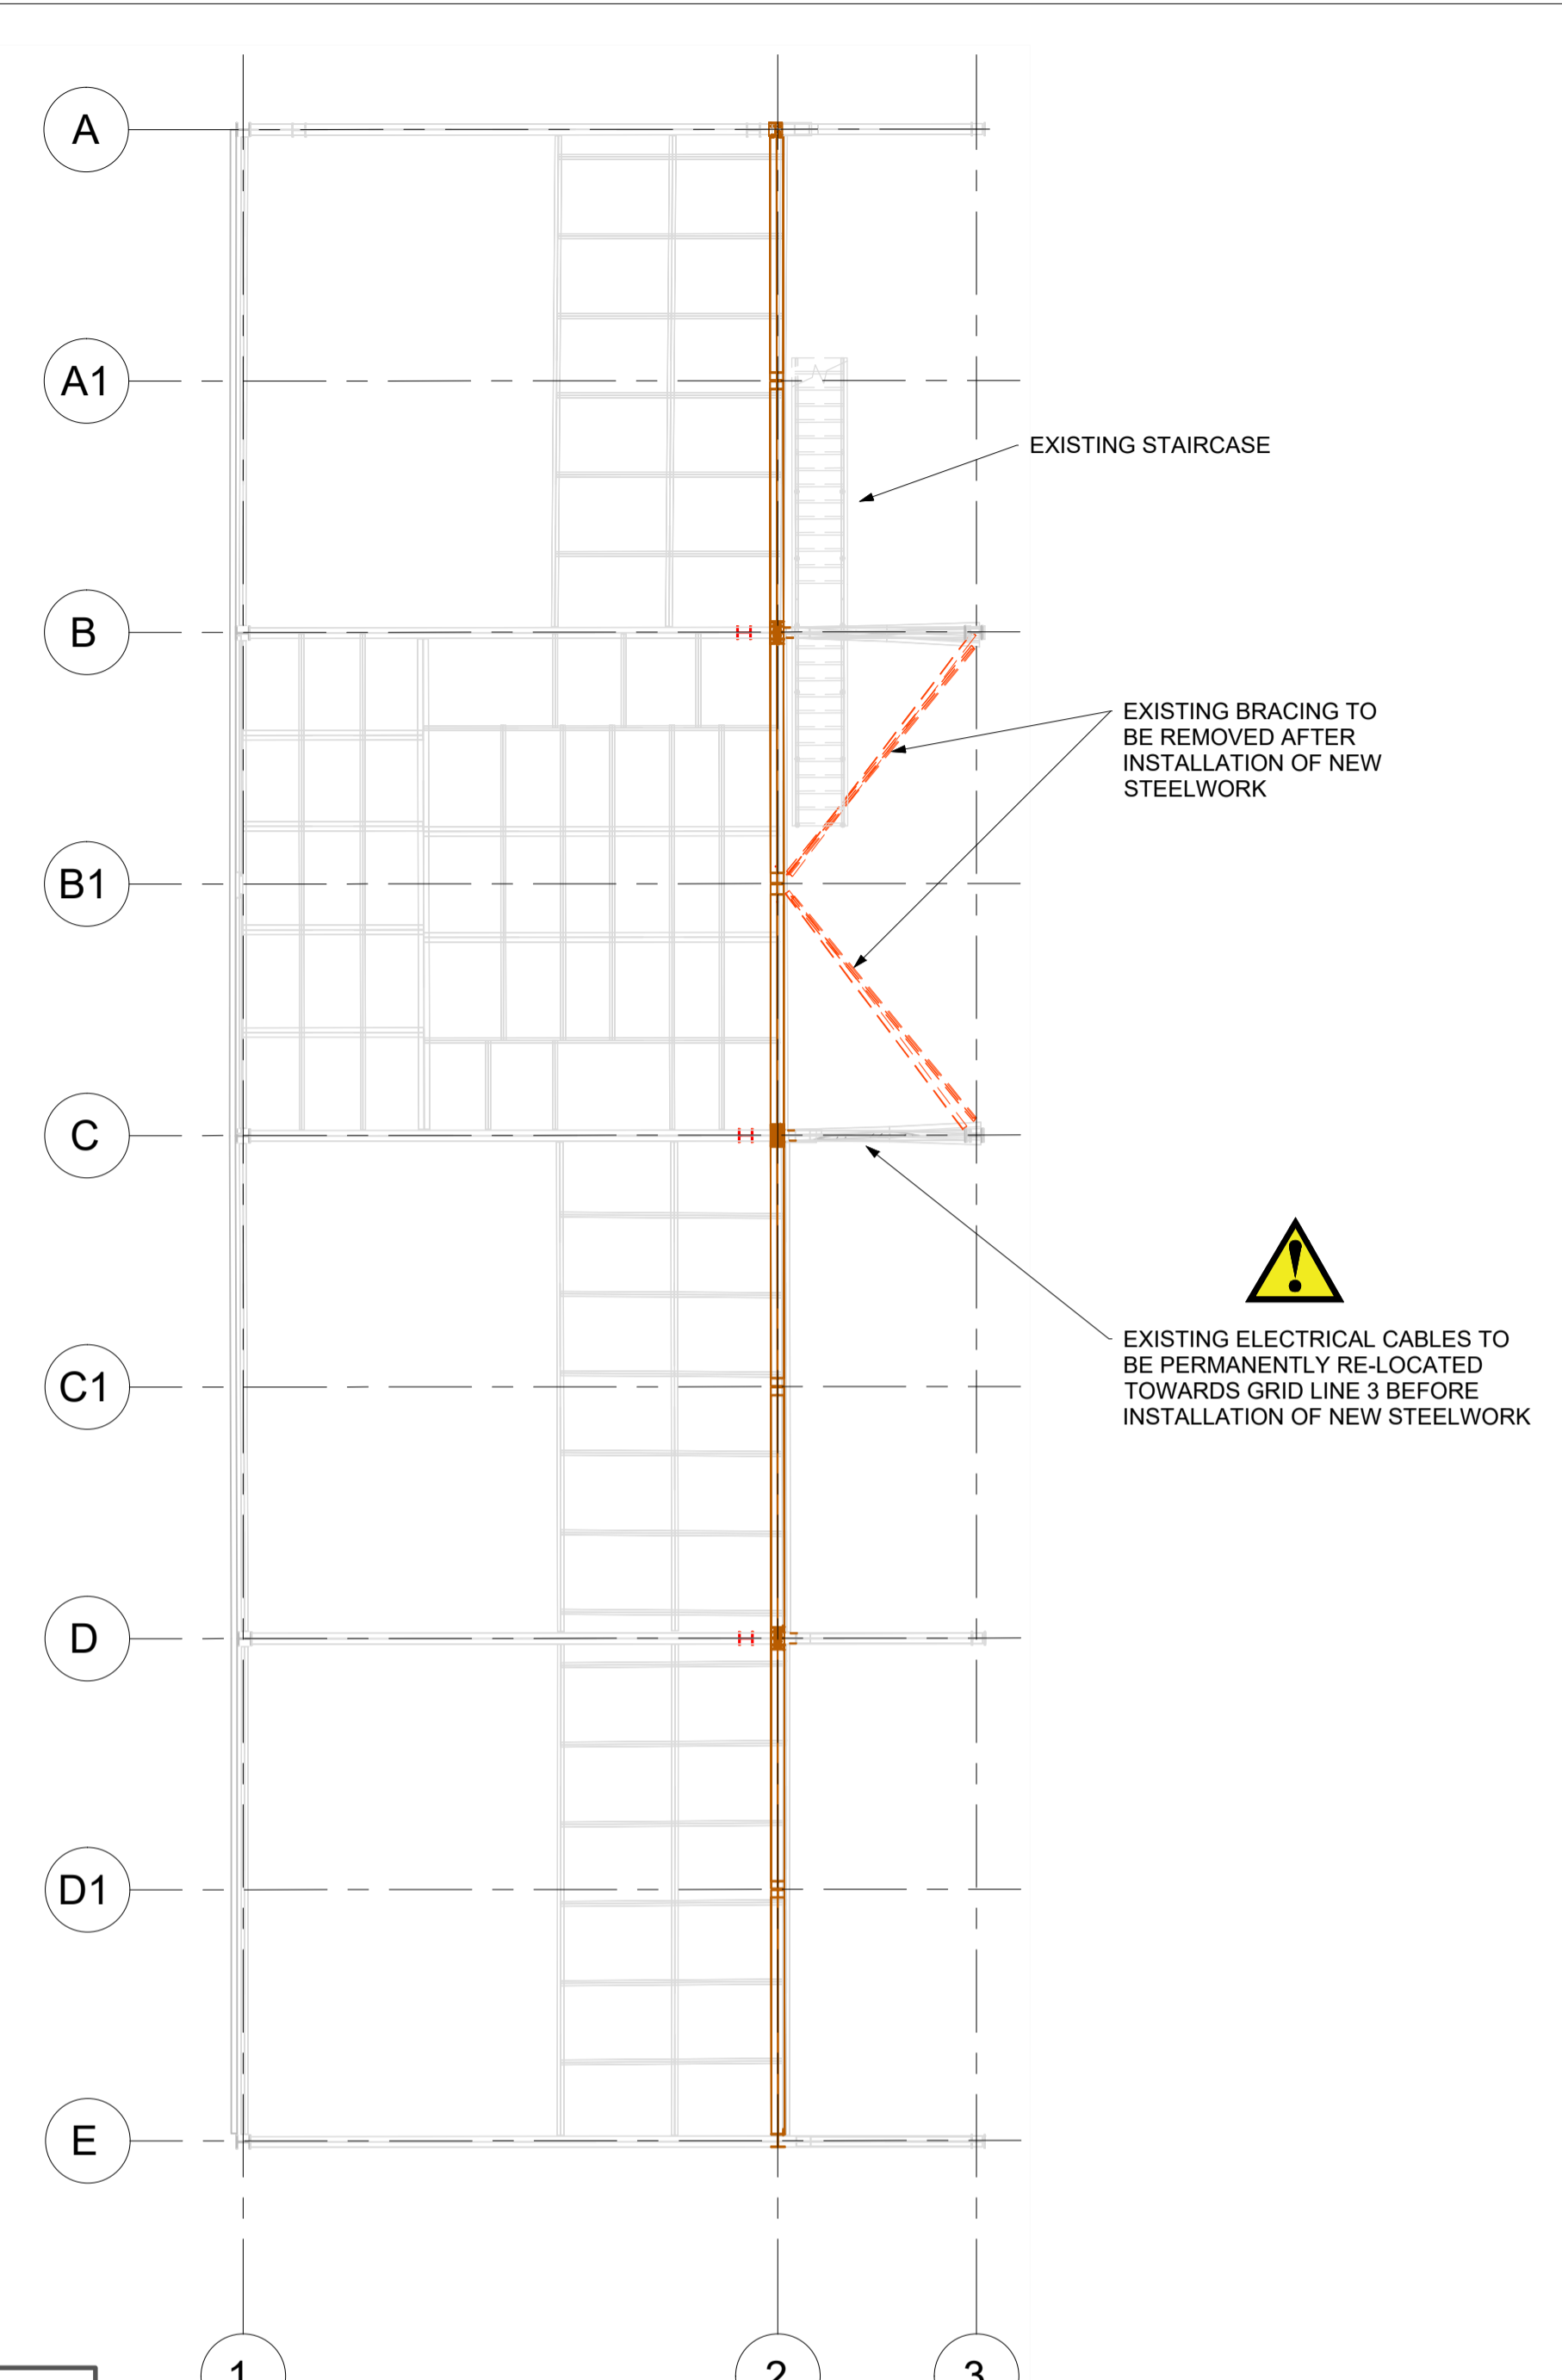 A
A1
EXISTING STAIRCASE
B
EXISTING BRACING TO
BE REMOVED AFTER
INSTALLATION OF NEW
STEELWORK
B1
C
EXISTING ELECTRICAL CABLES TO
BE PERMANENTLY RE-LOCATED
TOWARDS GRID LINE 3 BEFORE
INSTALLATION OF NEW STEELWORK
C1
D
D1
E
1
2
3